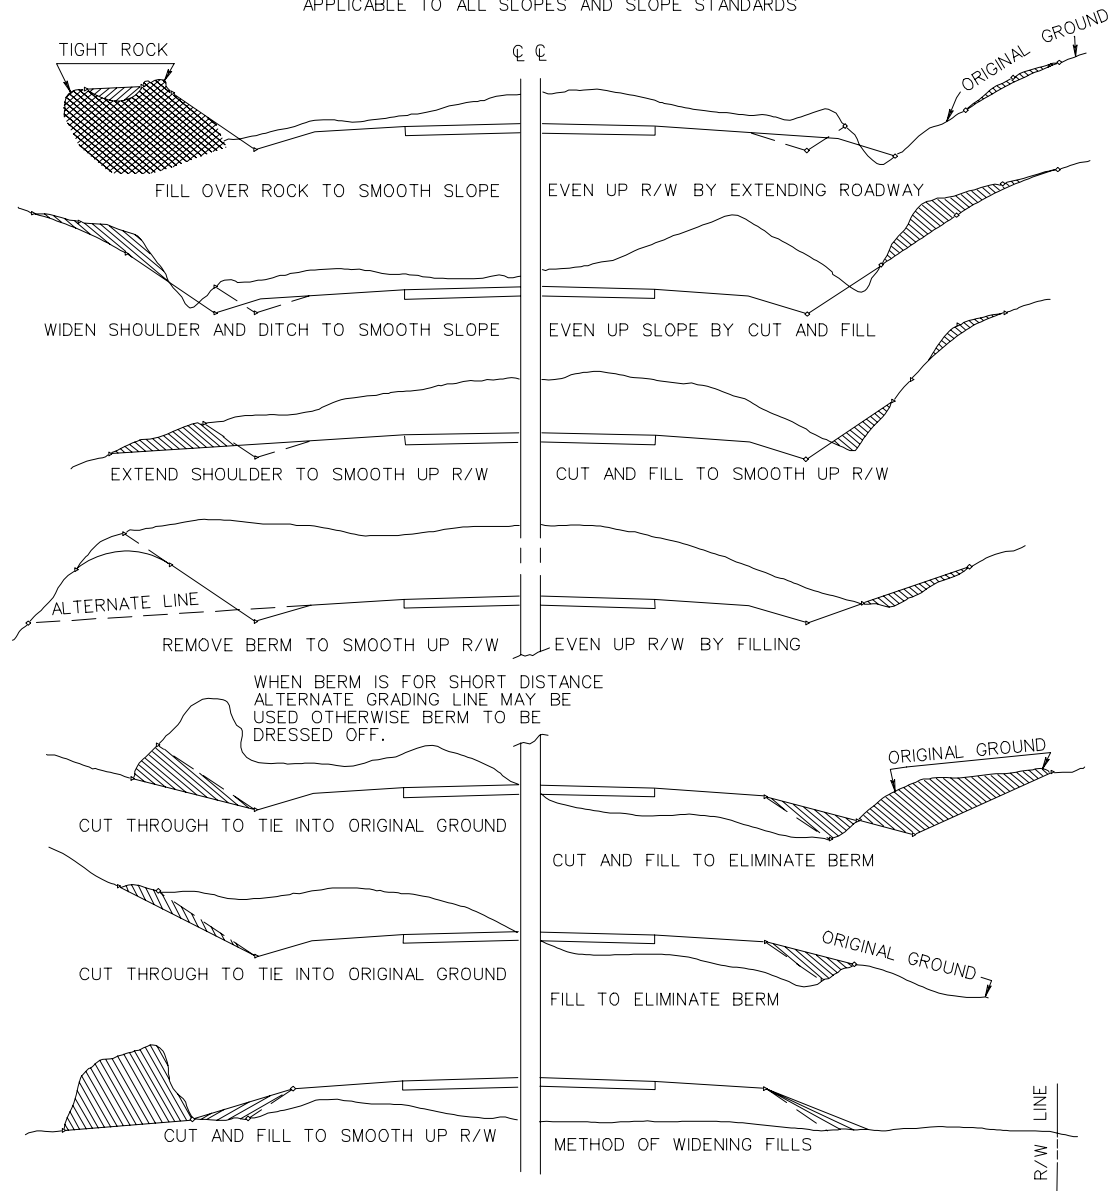 APPLICABLE TO ALL SLOPES AND SLOPE STANDARDS
TIGHT ROCK
℄ ℄
ORIGINAL GROUND
FILL OVER ROCK TO SMOOTH SLOPE
EVEN UP R/W BY EXTENDING ROADWAY
WIDEN SHOULDER AND DITCH TO SMOOTH SLOPE
EVEN UP SLOPE BY CUT AND FILL
EXTEND SHOULDER TO SMOOTH UP R/W
CUT AND FILL TO SMOOTH UP R/W
ALTERNATE LINE
REMOVE BERM TO SMOOTH UP R/W
EVEN UP R/W BY FILLING
WHEN BERM IS FOR SHORT DISTANCE
ALTERNATE GRADING LINE MAY BE
USED OTHERWISE BERM TO BE
DRESSED OFF.
ORIGINAL GROUND
CUT THROUGH TO TIE INTO ORIGINAL GROUND
CUT AND FILL TO ELIMINATE BERM
ORIGINAL GROUND
CUT THROUGH TO TIE INTO ORIGINAL GROUND
FILL TO ELIMINATE BERM
CUT AND FILL TO SMOOTH UP R/W
METHOD OF WIDENING FILLS
R/W LINE